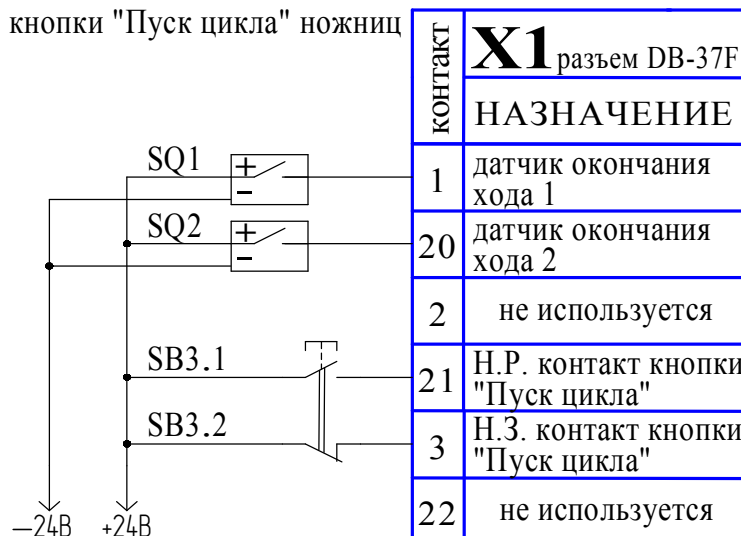 кнопки "Пуск цикла" ножниц
контакт
X1 разъем DB-37F
НАЗНАЧЕНИЕ
SQ1
+
−
1
датчик окончания
хода 1
SQ2
+
−
20
датчик окончания
хода 2
2
не используется
SB3.1
21
Н.Р. контакт кнопки
"Пуск цикла"
SB3.2
3
Н.З. контакт кнопки
"Пуск цикла"
22
не используется
−24В
+24В